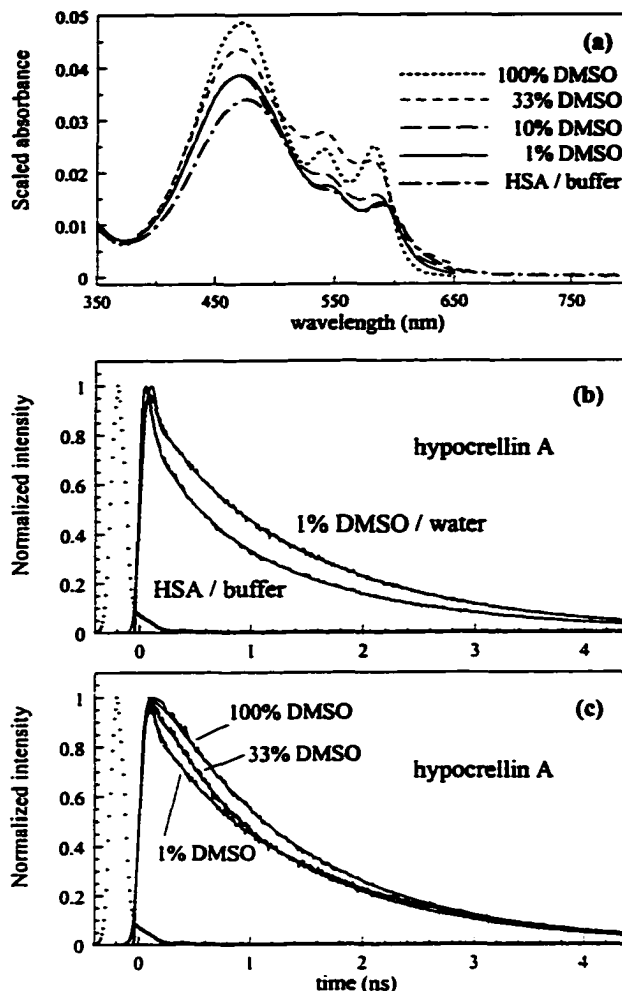 (a)
0.05
0.04
0.03
0.02
0.01
0
Scaled absorbance
100% DMSO
33% DMSO
10% DMSO
1% DMSO
HSA / buffer
350
450
550
650
750
wavelength (nm)
(b)
1
0.8
0.6
0.4
0.2
0
Normalized intensity
hypocrellin A
1% DMSO / water
HSA / buffer
0
1
2
3
4
(c)
1
0.8
0.6
0.4
0.2
0
Normalized intensity
100% DMSO
33% DMSO
hypocrellin A
1% DMSO
0
1
2
3
4
time (ns)